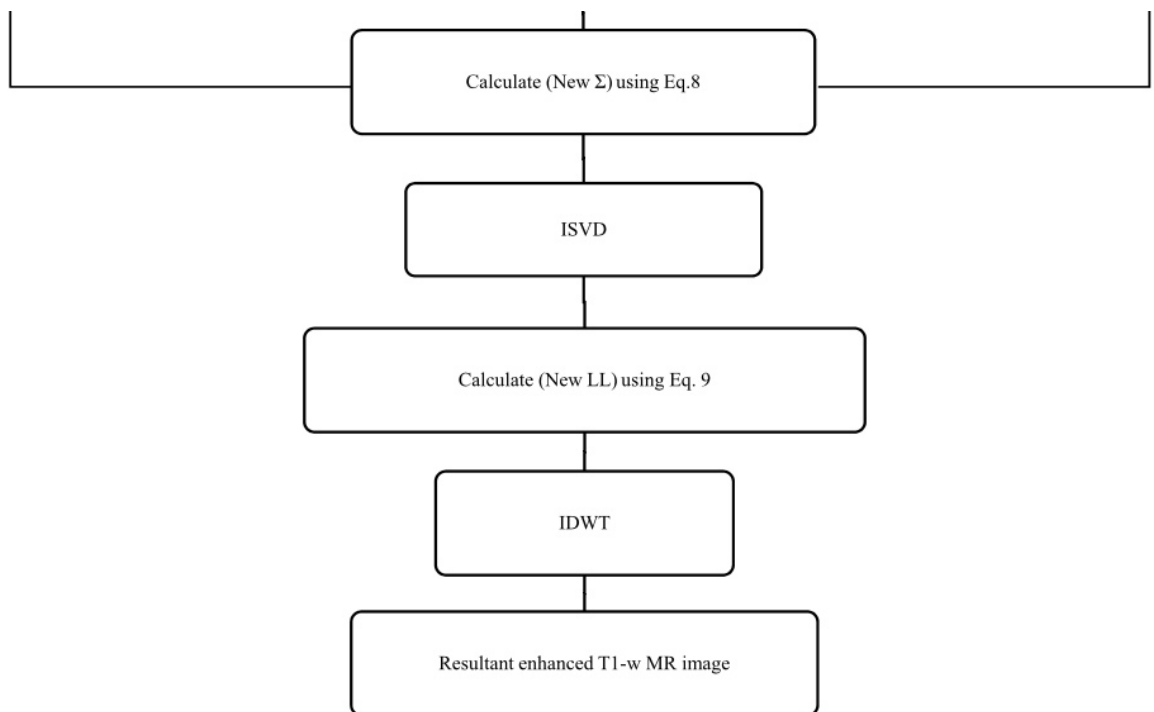 Calculate (New Σ) using Eq.8
ISVD
Calculate (New LL) using Eq. 9
IDWT
Resultant enhanced T1-w MR image